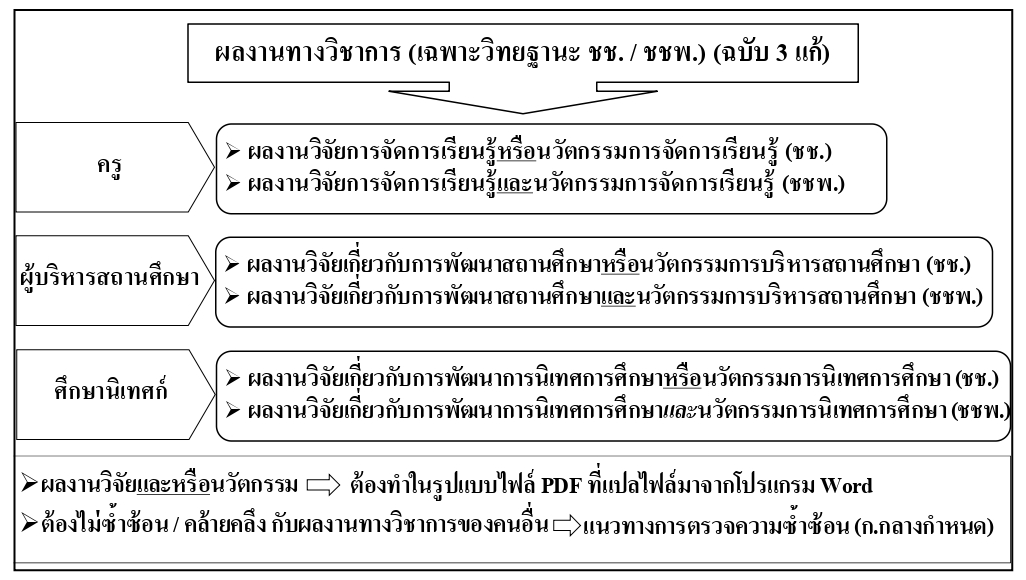 ผลงานทางวิชาการ (เฉพาะวิทยฐานะ ชช. / ชชพ.) (ฉบับ 3 แก้)
ครู
➢ ผลงานวิจัยการจัดการเรียนรู้หรือนวัตกรรมการจัดการเรียนรู้ (ชช.)
➢ ผลงานวิจัยการจัดการเรียนรู้และนวัตกรรมการจัดการเรียนรู้ (ชชพ.)
ผู้บริหารสถานศึกษา
➢ ผลงานวิจัยเกี่ยวกับการพัฒนาสถานศึกษาหรือนวัตกรรมการบริหารสถานศึกษา (ชช.)
➢ ผลงานวิจัยเกี่ยวกับการพัฒนาสถานศึกษาและนวัตกรรมการบริหารสถานศึกษา (ชชพ.)
ศึกษานิเทศก์
➢ ผลงานวิจัยเกี่ยวกับการพัฒนาการนิเทศการศึกษาหรือนวัตกรรมการนิเทศการศึกษา (ชช.)
➢ ผลงานวิจัยเกี่ยวกับการพัฒนาการนิเทศการศึกษาและนวัตกรรมการนิเทศการศึกษา (ชชพ.)
➢ ผลงานวิจัยและหรือนวัตกรรม ⇨ ต้องทำในรูปแบบไฟล์ PDF ที่แปลไฟล์มาจากโปรแกรม Word
➢ ต้องไม่ซ้ำซ้อน / คล้ายคลึง กับผลงานทางวิชาการของคนอื่น ⇨ แนวทางการตรวจความซ้ำซ้อน (ก.กลางกำหนด)